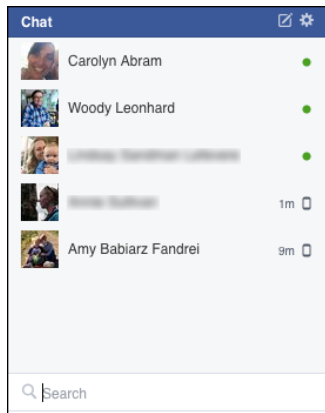 Chat
Carolyn Abram
Woody Leonhard
1m
Amy Babiarz Fandrei
9m
Search